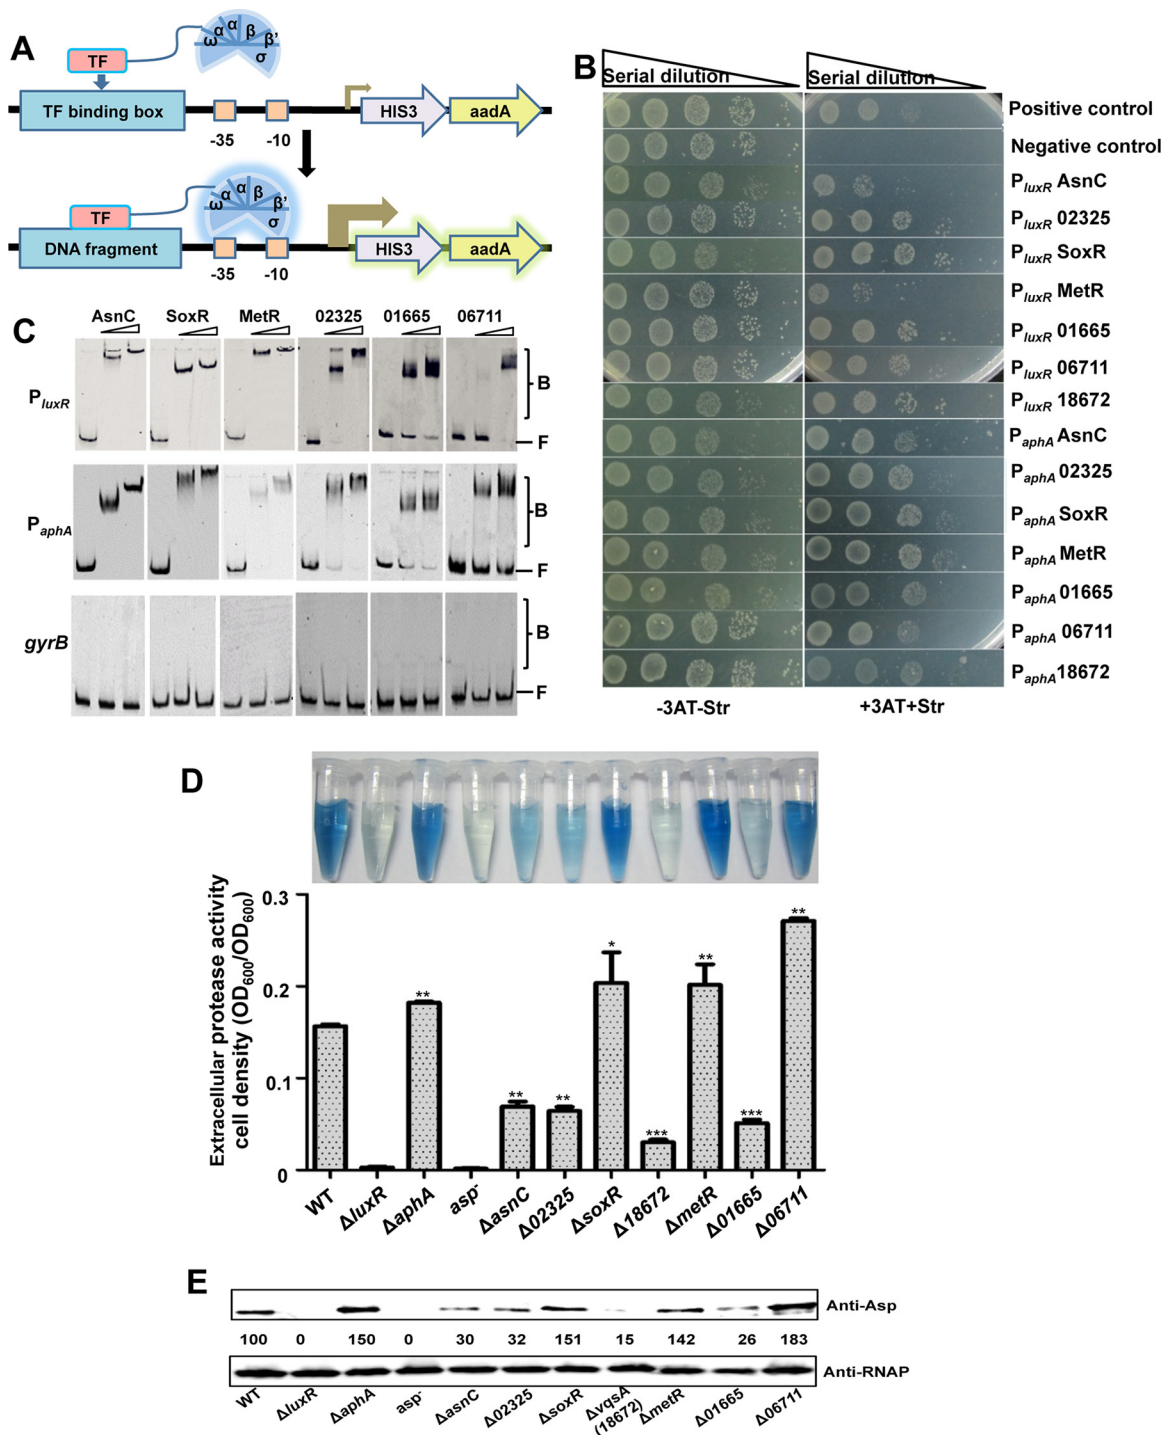 A
TF
ω α α β β' σ
TF binding box
-35
-10
HIS3
aadA
TF
ω α α β β' σ
DNA fragment
-35
-10
HIS3
aadA
B
Serial dilution
Serial dilution
Positive control
Negative control
PluxR AsnC
PluxR 02325
PluxR SoxR
PluxR MetR
PluxR 01665
PluxR 06711
PluxR 18672
PaphA AsnC
PaphA 02325
PaphA SoxR
PaphA MetR
PaphA 01665
PaphA 06711
PaphA 18672
-3AT-Str
+3AT+Str
C
AsnC SoxR MetR 02325 01665 06711
PluxR
B
F
PaphA
B
F
gyrB
B
F
D
Extracellular protease activity
cell density (OD600/OD600)
0.3
0.2
0.1
0
** ** ** * *** ** *** **
WT ΔluxR ΔaphA asp- ΔasnC Δ02325 ΔsoxR Δ18672 ΔmetR Δ01665 Δ06711
E
Anti-Asp
100 0 150 0 30 32 151 15 142 26 183
Anti-RNAP
WT ΔluxR ΔaphA asp- ΔasnC Δ02325 ΔsoxR ΔvqsA (18672) ΔmetR Δ01665 Δ06711